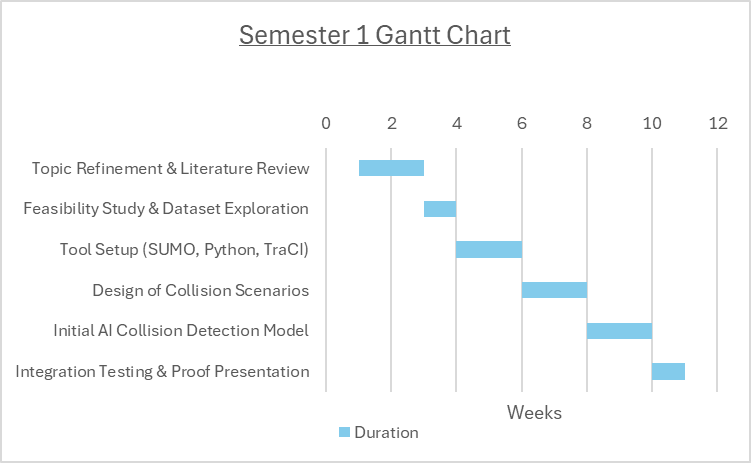 Semester 1 Gantt Chart
0 2 4 6 8 10 12
Topic Refinement & Literature Review
Feasibility Study & Dataset Exploration
Tool Setup (SUMO, Python, TraCI)
Design of Collision Scenarios
Initial AI Collision Detection Model
Integration Testing & Proof Presentation
Weeks
Duration